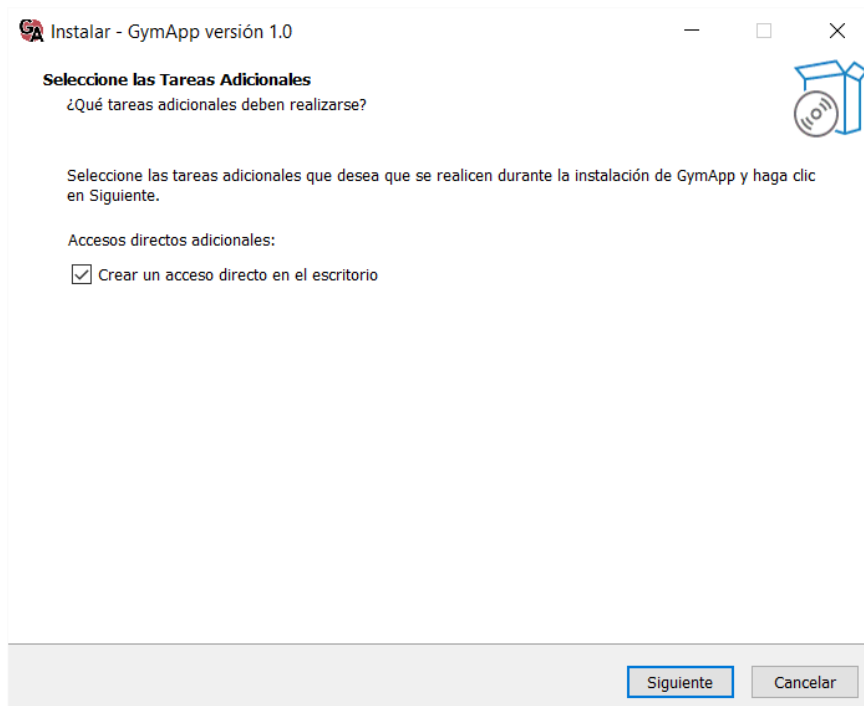 GA Instalar - GymApp versión 1.0
Seleccione las Tareas Adicionales
¿Qué tareas adicionales deben realizarse?
Seleccione las tareas adicionales que desea que se realicen durante la instalación de GymApp y haga clic
en Siguiente.
Accesos directos adicionales:
Crear un acceso directo en el escritorio
Siguiente Cancelar